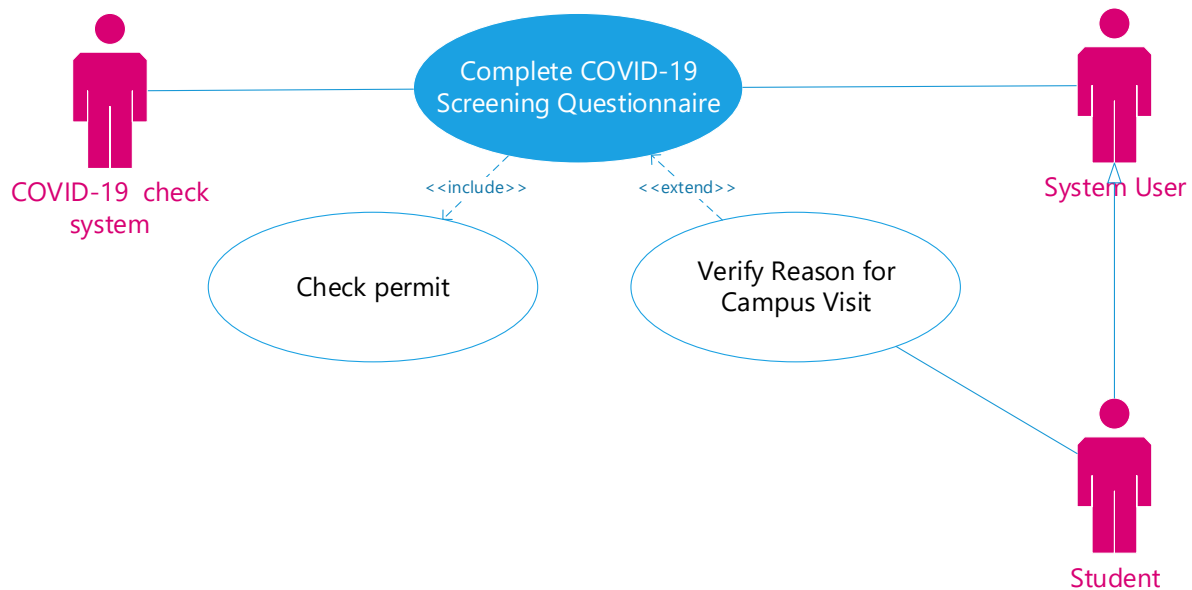 Complete COVID-19
Screening Questionnaire
<<include>>
<<extend>>
COVID-19  check
system
System User
Check permit
Verify Reason for
Campus Visit
Student